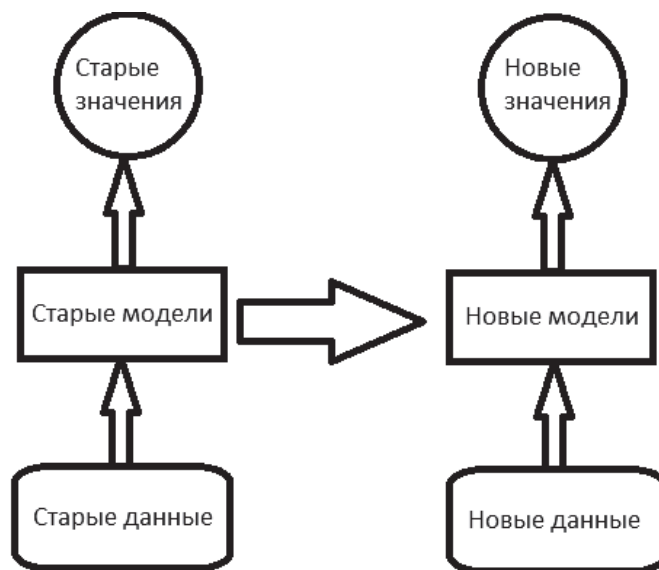 Старые
значения
Новые
значения
Старые модели
Новые модели
Старые данные
Новые данные